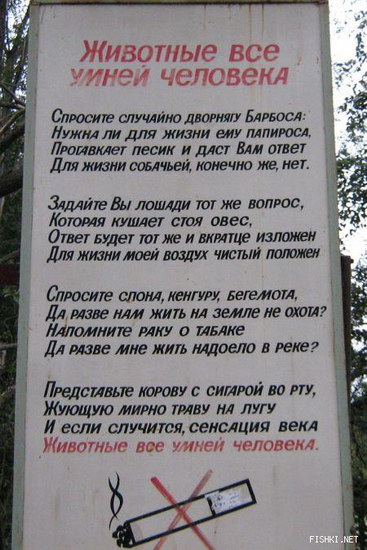 Животные все
умней человека
Спросите случайно дворнягу Барбоса:
Нужна ли для жизни ему папироса,
Прогавкает песик и даст Вам ответ
Для жизни собачьей, конечно же, нет.
Задайте Вы лошади тот же вопрос,
Которая кушает стоя овес,
Ответ будет тот же и вкратце изложен
Для жизни моей воздух чистый положен
Спросите слона, кенгуру, бегемота,
Да разве нам жить на земле не охота?
Напомните раку о табаке
Да разве мне жить надоело в реке?
Представьте корову с сигарой во рту,
Жующую мирно траву на лугу
И если случится, сенсация века
Животные все умней человека.
FISHKI.NET